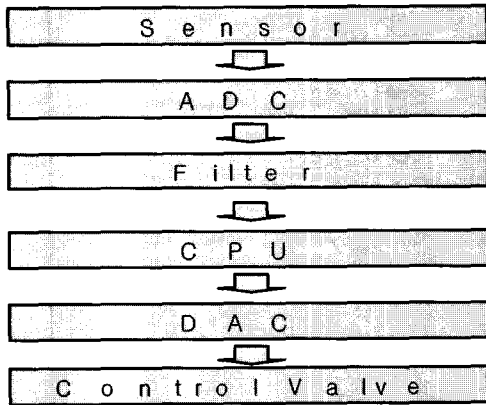 Sensor
ADC
Filter
CPU
DAC
Control Valve